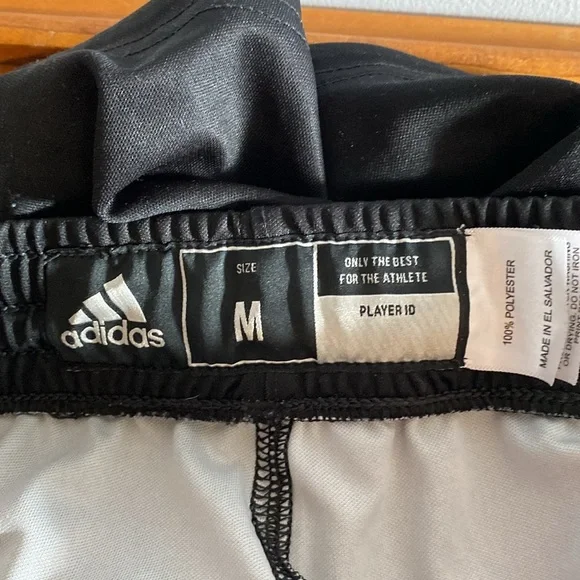 adidas
SIZE
M
ONLY THE BEST
FOR THE ATHLETE
PLAYER ID
100% POLYESTER
MADE IN EL SALVADOR
OR DRYING. DO NOT IRON